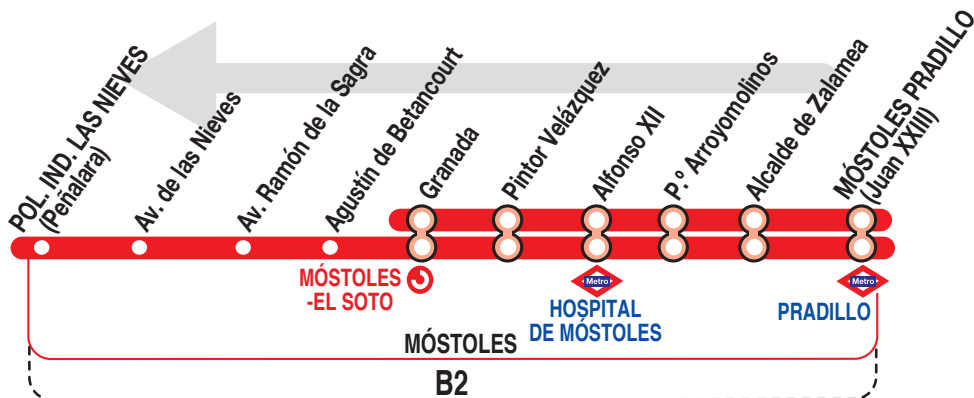 POL. IND. LAS NIEVES
(Peñalara)
Av. de las Nieves
Av. Ramón de la Sagra
Agustín de Betancourt
Granada
Pintor Velázquez
Alfonso XII
P.º Arroyomolinos
Alcalde de Zalamea
MÓSTOLES PRADILLO
(Juan XXIII)
MÓSTOLES
-EL SOTO
Metro
HOSPITAL
DE MÓSTOLES
Metro
PRADILLO
MÓSTOLES
B2